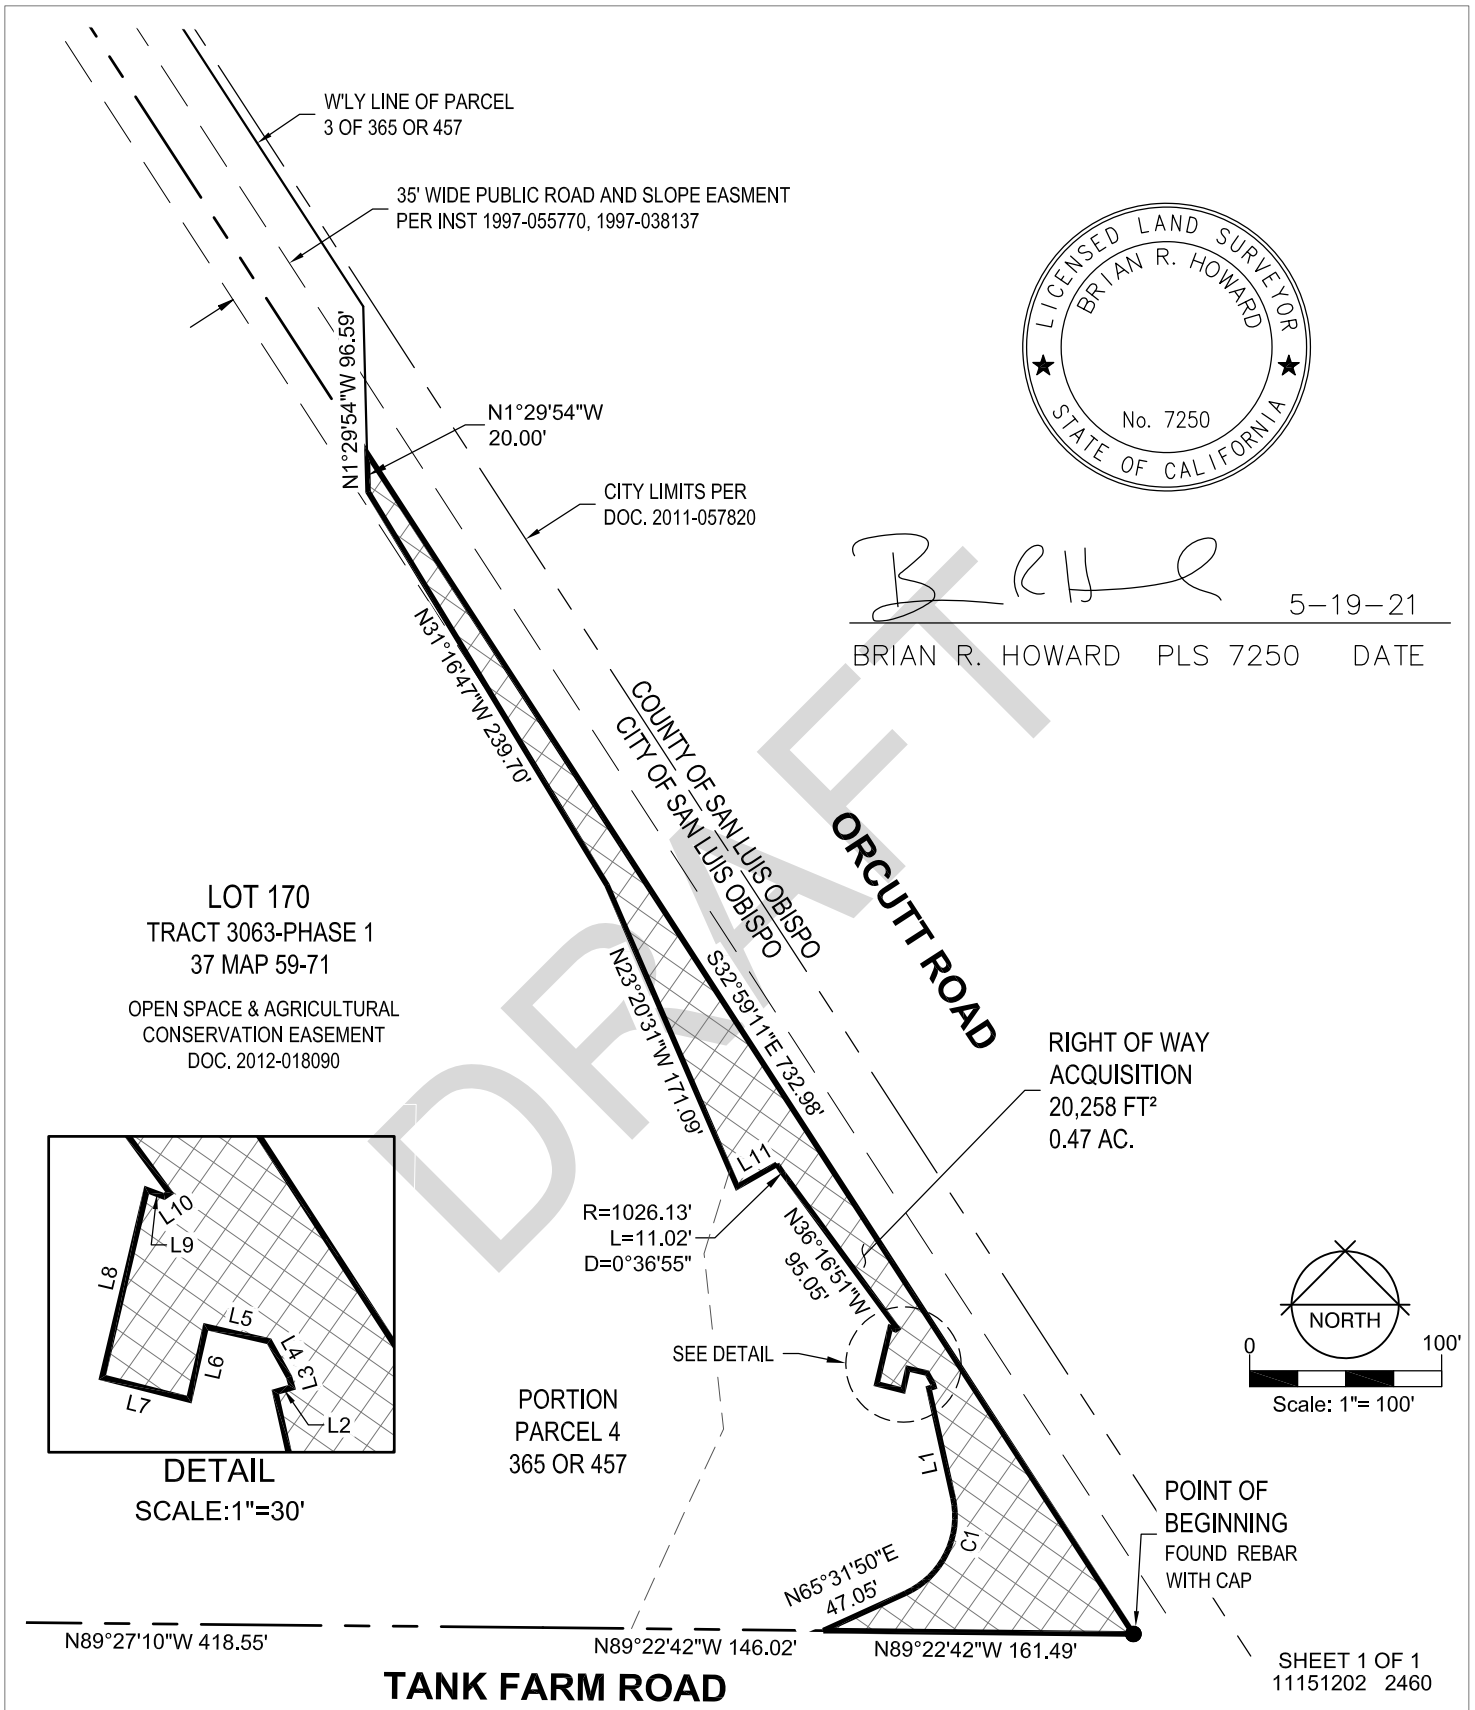 W'LY LINE OF PARCEL
3 OF 365 OR 457
35' WIDE PUBLIC ROAD AND SLOPE EASMENT
PER INST 1997-055770, 1997-038137
LICENSED LAND SURVEYOR
BRIAN R. HOWARD
No. 7250
STATE OF CALIFORNIA
N1°29'54"W 96.59'
N1°29'54"W
20.00'
CITY LIMITS PER
DOC. 2011-057820
5-19-21
BRIAN R. HOWARD PLS 7250 DATE
N31°16'47"W 239.70'
COUNTY OF SAN LUIS OBISPO
CITY OF SAN LUIS OBISPO
ORCUTT ROAD
DRAFT
LOT 170
TRACT 3063-PHASE 1
37 MAP 59-71
OPEN SPACE & AGRICULTURAL
CONSERVATION EASEMENT
DOC. 2012-018090
N23°20'31"W 171.09'
S32°59'11"E 732.98'
RIGHT OF WAY
ACQUISITION
20,258 FT²
0.47 AC.
L11
R=1026.13'
L=11.02'
D=0°36'55"
N36°16'51"W
95.05'
SEE DETAIL
L10
L9
L8
L5
L4
L3
L6
L7
L2
DETAIL
SCALE:1"=30'
PORTION
PARCEL 4
365 OR 457
NORTH
0 100'
Scale: 1"= 100'
L1
C1
POINT OF
BEGINNING
FOUND REBAR
WITH CAP
N65°31'50"E
47.05'
N89°27'10"W 418.55'
N89°22'42"W 146.02'
N89°22'42"W 161.49'
TANK FARM ROAD
SHEET 1 OF 1
11151202 2460